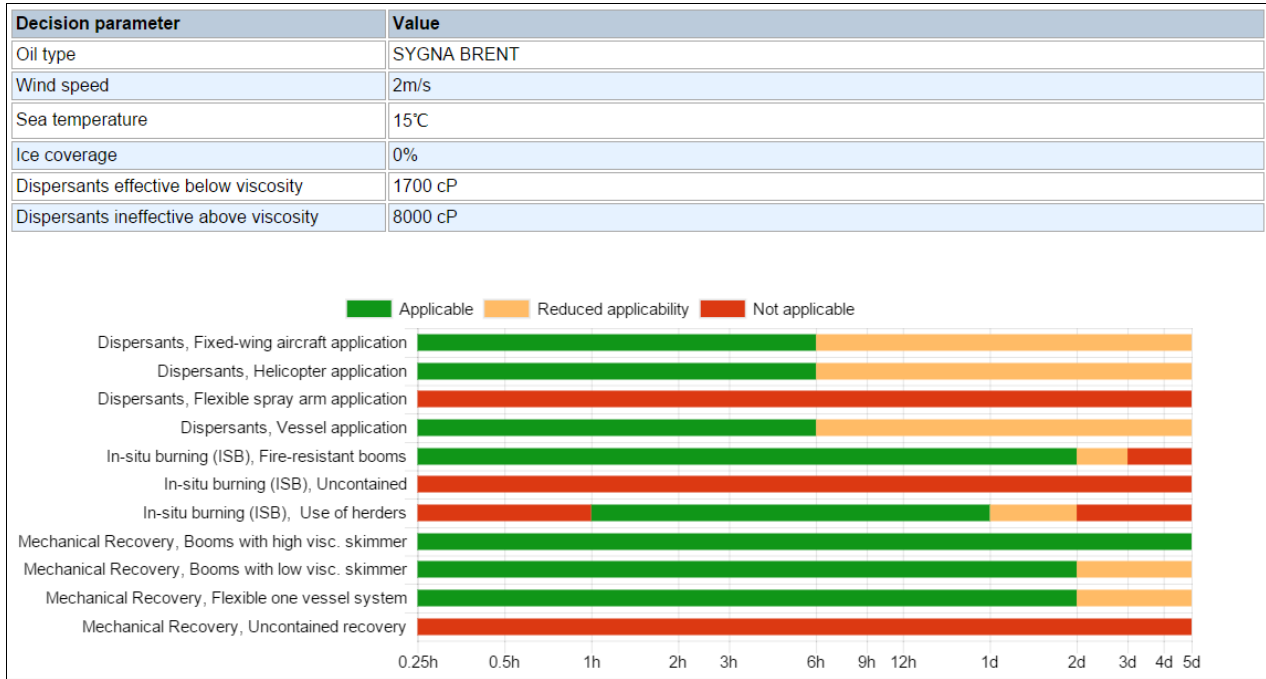 Decision parameter Value
Oil type SYGNA BRENT
Wind speed 2m/s
Sea temperature 15℃
Ice coverage 0%
Dispersants effective below viscosity 1700 cP
Dispersants ineffective above viscosity 8000 cP
Applicable Reduced applicability Not applicable
Dispersants, Fixed-wing aircraft application
Dispersants, Helicopter application
Dispersants, Flexible spray arm application
Dispersants, Vessel application
In-situ burning (ISB), Fire-resistant booms
In-situ burning (ISB), Uncontained
In-situ burning (ISB), Use of herders
Mechanical Recovery, Booms with high visc. skimmer
Mechanical Recovery, Booms with low visc. skimmer
Mechanical Recovery, Flexible one vessel system
Mechanical Recovery, Uncontained recovery
0.25h 0.5h 1h 2h 3h 6h 9h 12h 1d 2d 3d 4d 5d